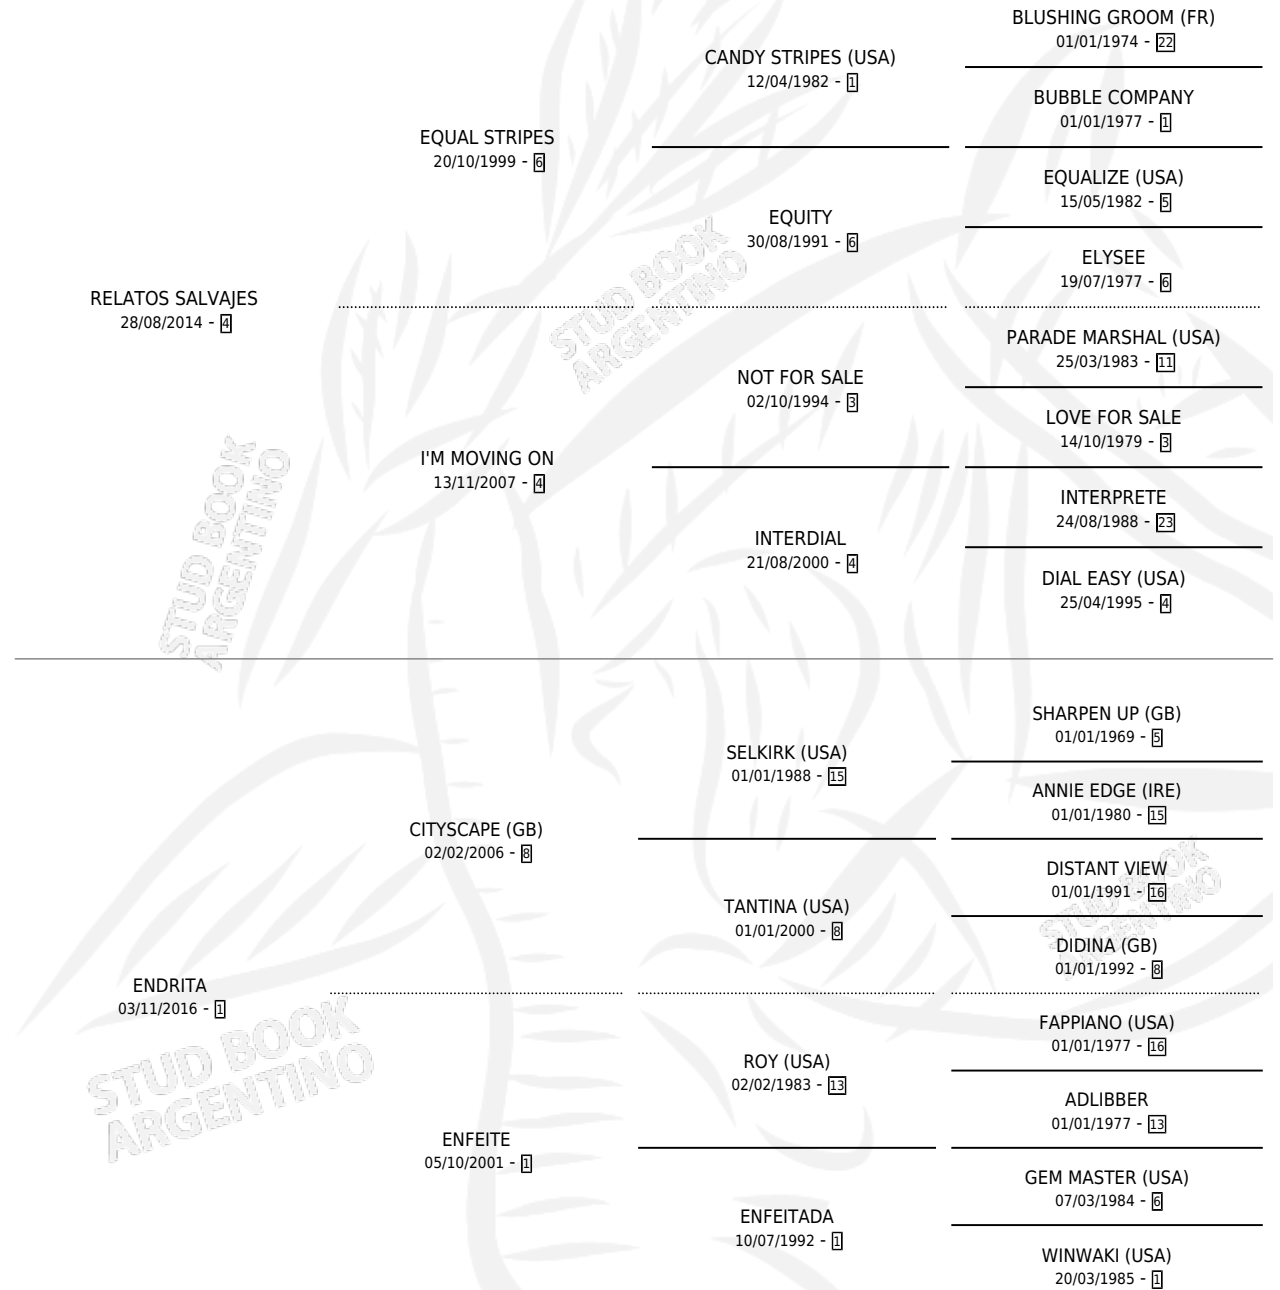 BLUSHING GROOM (FR)
01/01/1974 - 22
CANDY STRIPES (USA)
12/04/1982 - 1
BUBBLE COMPANY
01/01/1977 - 1
EQUAL STRIPES
20/10/1999 - 6
EQUALIZE (USA)
15/05/1982 - 5
EQUITY
30/08/1991 - 6
ELYSEE
19/07/1977 - 6
RELATOS SALVAJES
28/08/2014 - 4
STUD BOOK
ARGENTINO
PARADE MARSHAL (USA)
25/03/1983 - 11
NOT FOR SALE
02/10/1994 - 3
LOVE FOR SALE
14/10/1979 - 3
I'M MOVING ON
13/11/2007 - 4
INTERPRETE
24/08/1988 - 23
INTERDIAL
21/08/2000 - 4
DIAL EASY (USA)
25/04/1995 - 4
STUD BOOK
ARGENTINO
SHARPEN UP (GB)
01/01/1969 - 5
SELKIRK (USA)
01/01/1988 - 15
ANNIE EDGE (IRE)
01/01/1980 - 15
CITYSCAPE (GB)
02/02/2006 - 8
DISTANT VIEW
01/01/1991 - 16
TANTINA (USA)
01/01/2000 - 8
STUD BOOK
ARGENTINO
DIDINA (GB)
01/01/1992 - 8
ENDRITA
03/11/2016 - 1
FAPPIANO (USA)
01/01/1977 - 16
STUD BOOK
ARGENTINO
ROY (USA)
02/02/1983 - 13
ADLIBBER
01/01/1977 - 13
ENFEITE
05/10/2001 - 1
GEM MASTER (USA)
07/03/1984 - 6
ENFEITADA
10/07/1992 - 1
WINWAKI (USA)
20/03/1985 - 1